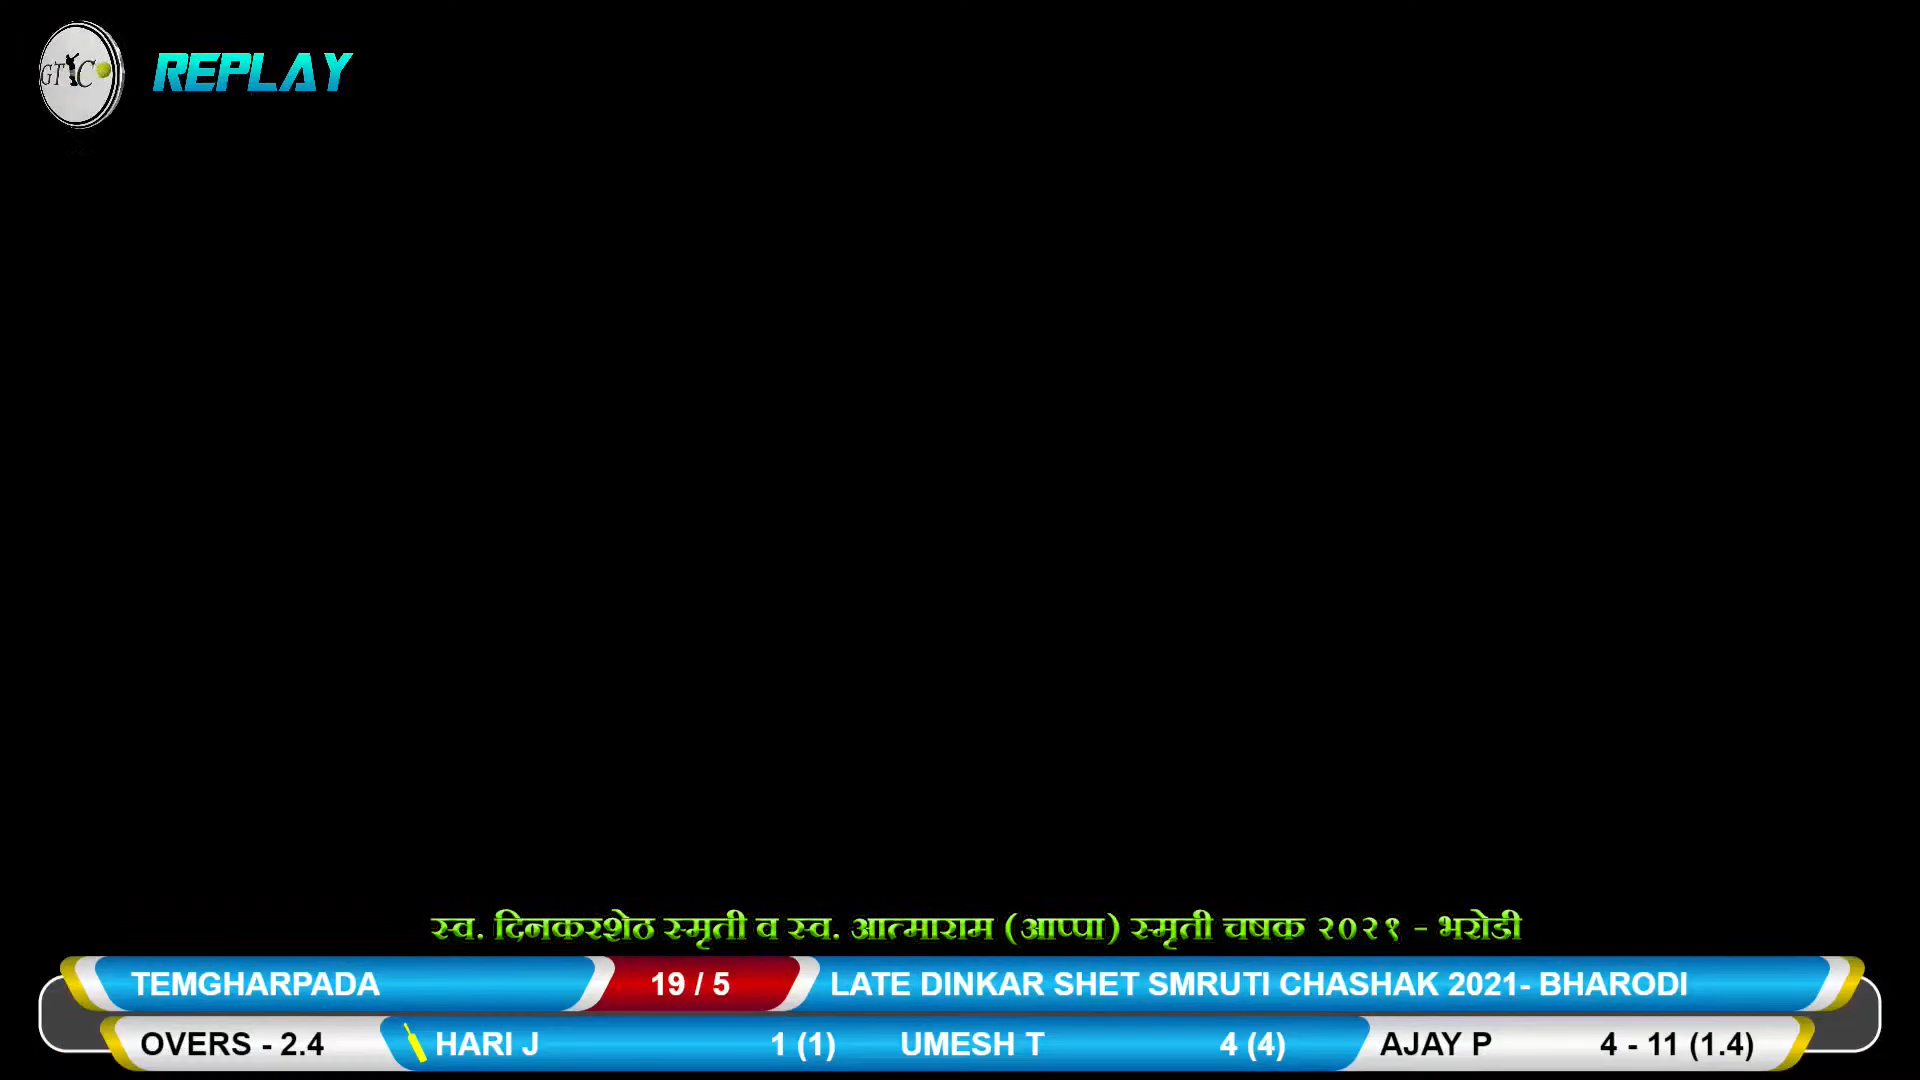 GTC
REPLAY
स्व. दिनकरशेठ स्मृती व स्व. आत्माराम (आप्पा) स्मृती चषक २०२१ - भरोडी
TEMGHARPADA 19 / 5 LATE DINKAR SHET SMRUTI CHASHAK 2021- BHARODI
OVERS - 2.4 HARI J 1 (1) UMESH T 4 (4) AJAY P 4 - 11 (1.4)